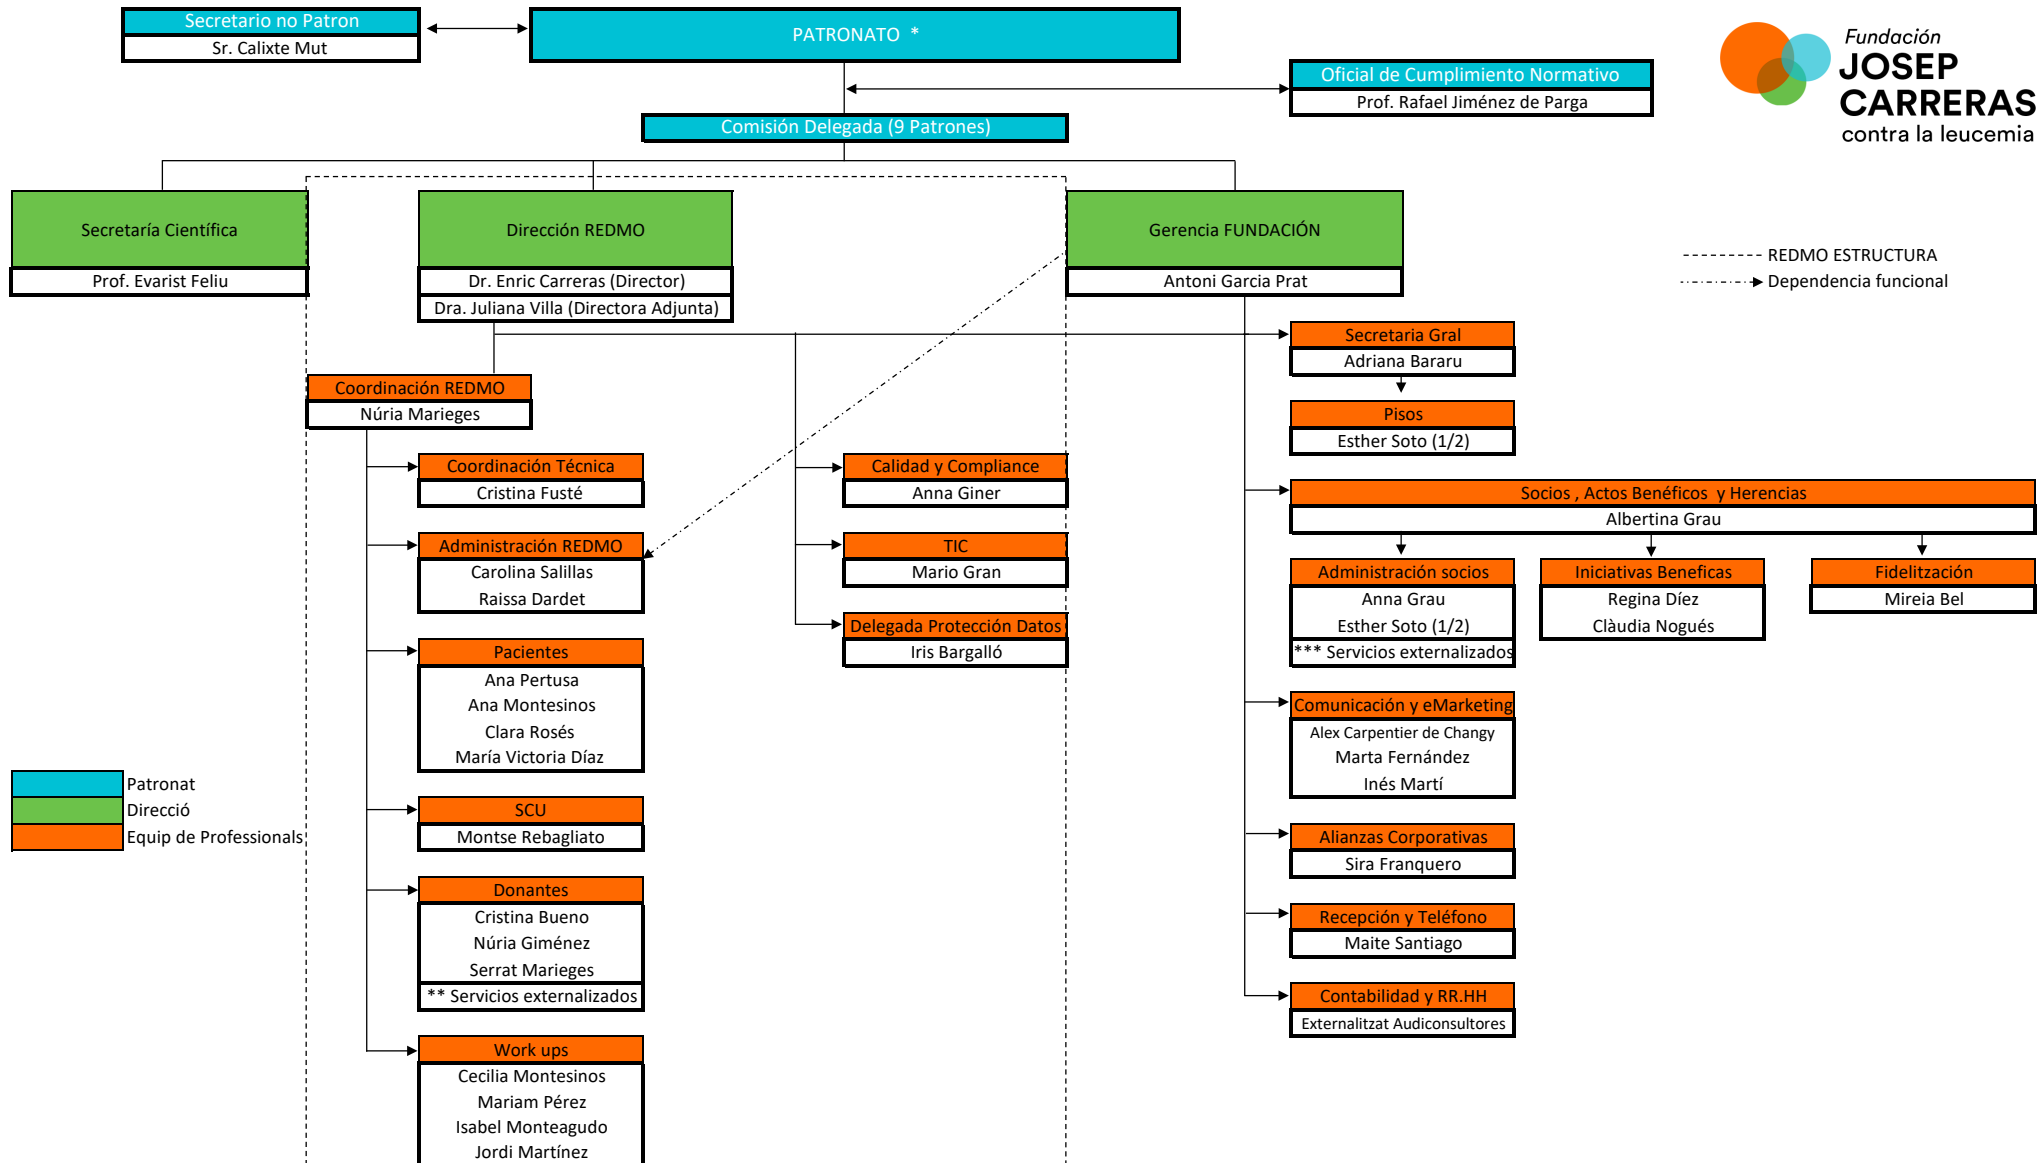 Secretario no Patron
Sr. Calixte Mut
PATRONATO *
Oficial de Cumplimiento Normativo
Prof. Rafael Jiménez de Parga
Fundación
JOSEP
CARRERAS
contra la leucemia
Comisión Delegada (9 Patrones)
Secretaría Científica
Prof. Evarist Feliu
Dirección REDMO
Dr. Enric Carreras (Director)
Dra. Juliana Villa (Directora Adjunta)
Gerencia FUNDACIÓN
Antoni Garcia Prat
REDMO ESTRUCTURA
Dependencia funcional
Coordinación REDMO
Núria Marieges
Coordinación Técnica
Cristina Fusté
Administración REDMO
Carolina Salillas
Raissa Dardet
Pacientes
Ana Pertusa
Ana Montesinos
Clara Rosés
María Victoria Díaz
SCU
Montse Rebagliato
Donantes
Cristina Bueno
Núria Giménez
Serrat Marieges
** Servicios externalizados
Work ups
Cecilia Montesinos
Mariam Pérez
Isabel Monteagudo
Jordi Martínez
Calidad y Compliance
Anna Giner
TIC
Mario Gran
Delegada Protección Datos
Iris Bargalló
Secretaria Gral
Adriana Bararu
Pisos
Esther Soto (1/2)
Socios , Actos Benéficos y Herencias
Albertina Grau
Administración socios
Anna Grau
Esther Soto (1/2)
*** Servicios externalizados
Iniciativas Beneficas
Regina Díez
Clàudia Nogués
Fidelitzación
Mireia Bel
Comunicación y eMarketing
Alex Carpentier de Changy
Marta Fernández
Inés Martí
Alianzas Corporativas
Sira Franquero
Recepción y Teléfono
Maite Santiago
Contabilidad y RR.HH
Externalitzat Audiconsultores
Patronat
Direcció
Equip de Professionals